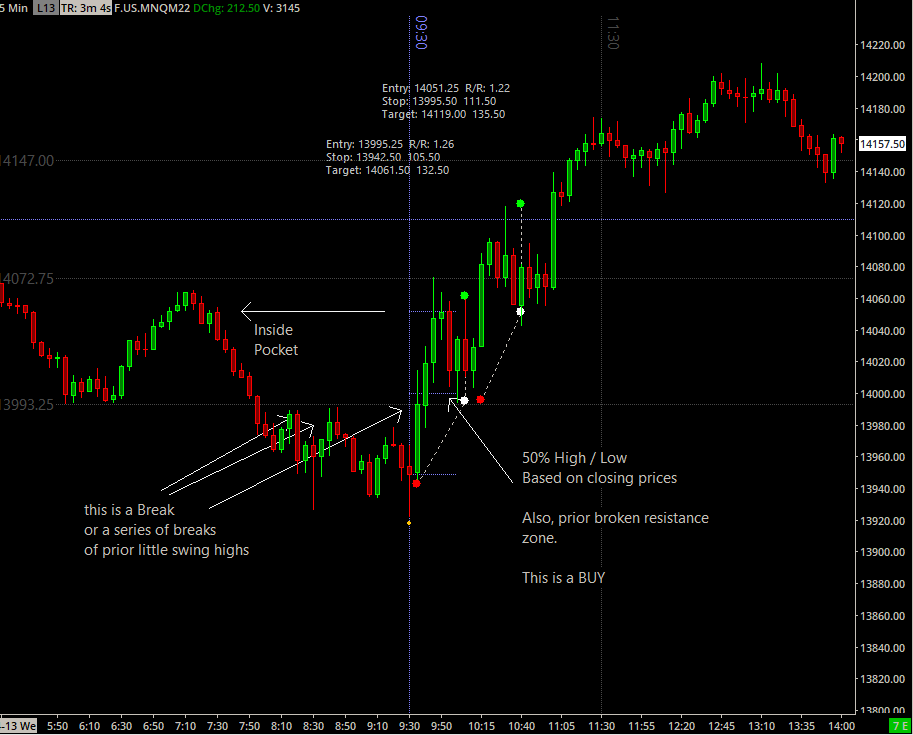 5 Min L13 TR: 3m 4s F.US.MNQM22 DChg: 212.50 V: 3145
09:30
11:30
14220.00
14200.00
14180.00
14157.50
14140.00
14120.00
14100.00
14080.00
14060.00
14040.00
14020.00
14000.00
13980.00
13960.00
13940.00
13920.00
13900.00
13880.00
13860.00
13840.00
13820.00
13800.00
Entry: 14051.25 R/R: 1.22
Stop: 13995.50 111.50
Target: 14119.00 135.50
Entry: 13995.25 R/R: 1.26
Stop: 13942.50 105.50
Target: 14061.50 132.50
14147.00
14072.75
13993.25
Inside
Pocket
this is a Break
or a series of breaks
of prior little swing highs
50% High / Low
Based on closing prices
Also, prior broken resistance
zone.
This is a BUY
-13 We 5:50 6:10 6:30 6:50 7:10 7:30 7:50 8:10 8:30 8:50 9:10 9:30 9:50 10:15 10:40 11:05 11:30 11:55 12:20 12:45 13:10 13:35 14:00
7 E